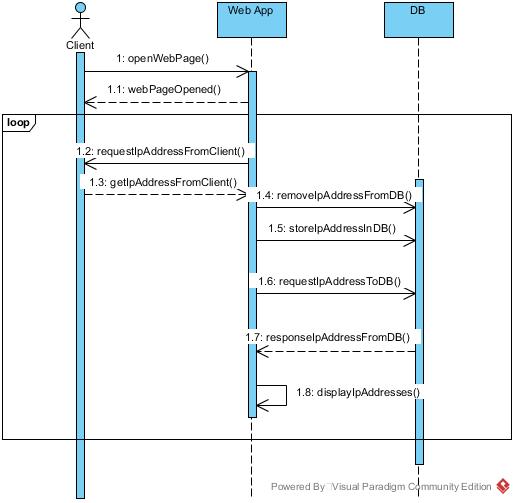 Web App
DB
Client
1: openWebPage()
1.1: webPageOpened()
loop
1.2: requestIpAddressFromClient()
1.3: getIpAddressFromClient()
1.4: removeIpAddressFromDB()
1.5: storeIpAddressInDB()
1.6: requestIpAddressToDB()
1.7: responseIpAddressFromDB()
1.8: displayIpAddresses()
Powered By Visual Paradigm Community Edition